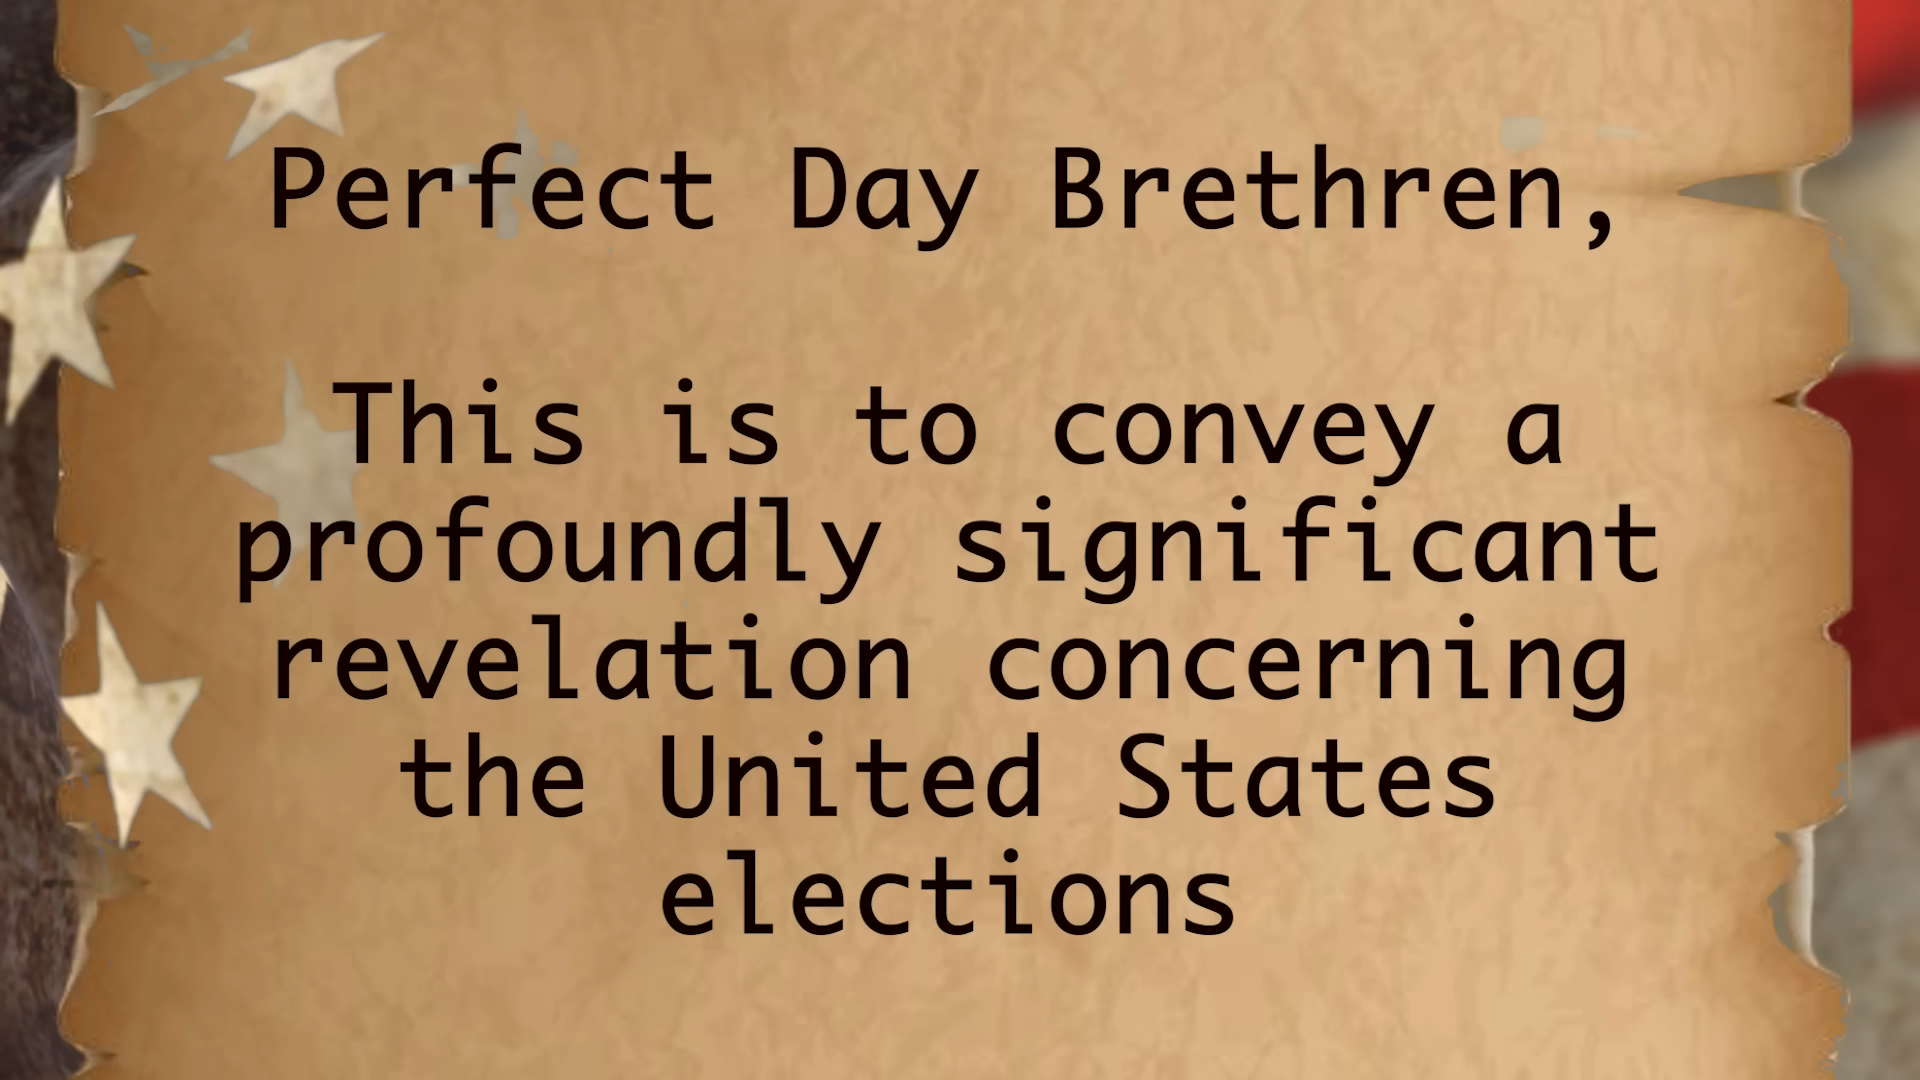 Perfect Day Brethren,
This is to convey a
profoundly significant
revelation concerning
the United States
elections